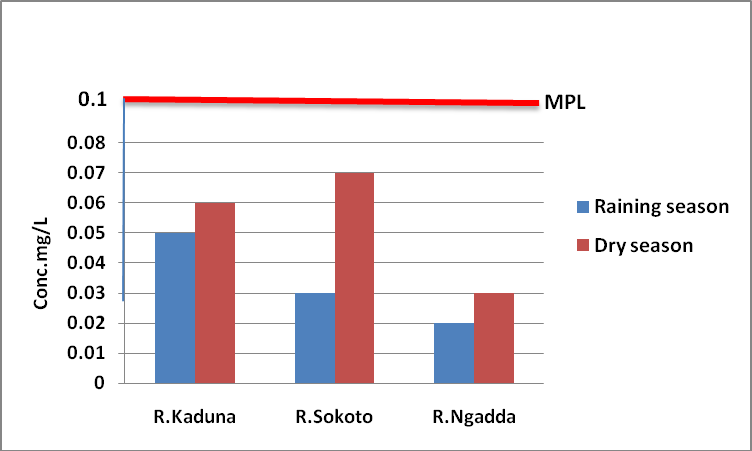 0.1
MPL
0.08
0.07
0.06
0.05
0.04
0.03
0.02
0.01
0
Conc.mg/L
R.Kaduna
R.Sokoto
R.Ngadda
Raining season
Dry season